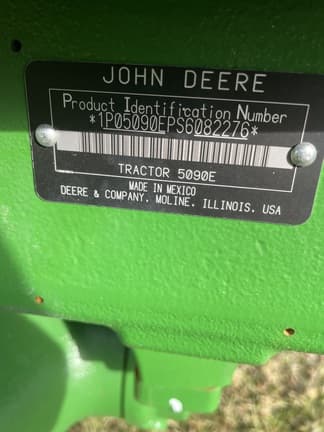 JOHN DEERE
Product Identification Number
*1P05090EPS6082276*
TRACTOR 5090E
MADE IN MEXICO
DEERE & COMPANY. MOLINE. ILLINOIS. USA